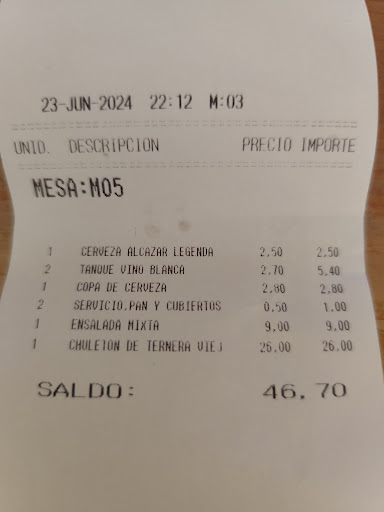 23-JUN-2024 22:12 M:03
UNID. DESCRIPCION PRECIO IMPORTE
MESA:M05
1 CERVEZA ALCAZAR LEGENDA 2.50 2.50
2 TANQUE VINO BLANCA 2.70 5.40
1 COPA DE CERVEZA 2.80 2.80
2 SERVICIO.PAN Y CUBIERTOS 0.50 1.00
1 ENSALADA MIXTA 9.00 9.00
1 CHULETON DE TERNERA VIEJ 26.00 26.00
SALDO: 46.70